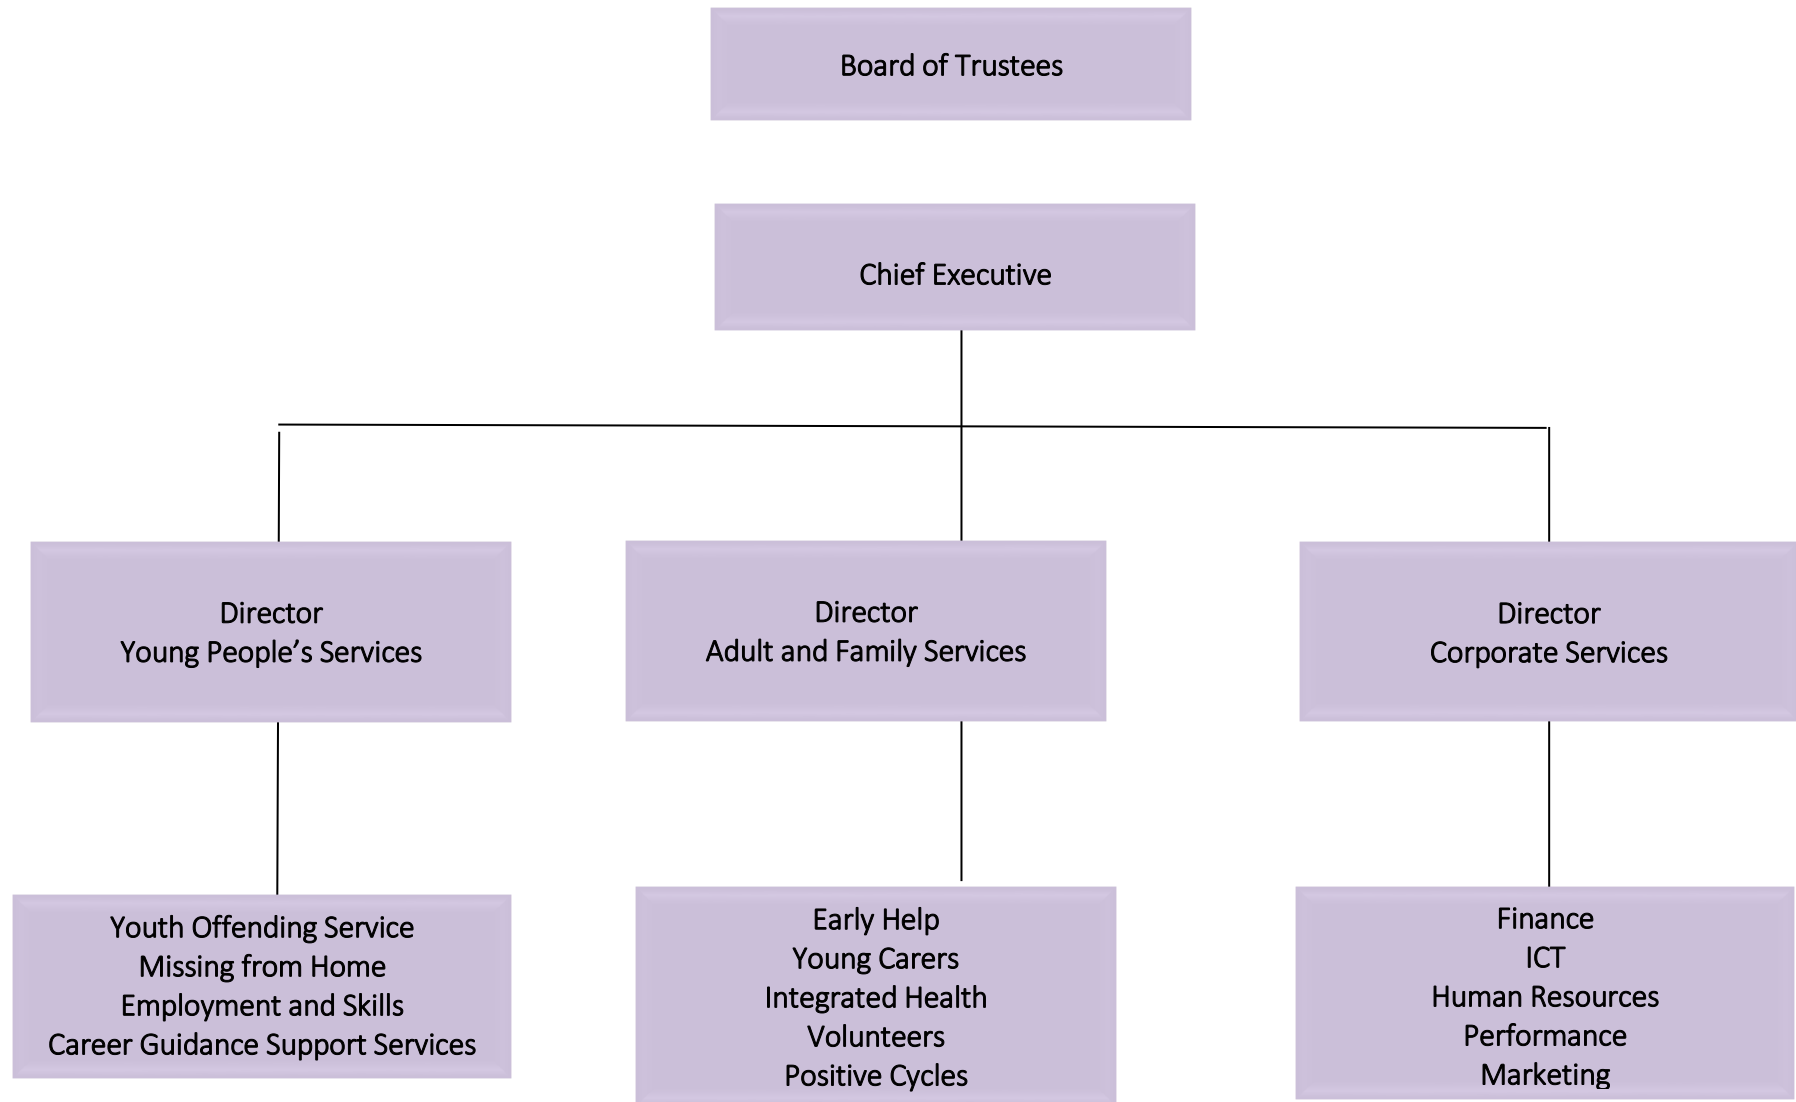 Board of Trustees
Chief Executive
Director
Young People’s Services
Director
Adult and Family Services
Director
Corporate Services
Youth Offending Service
Missing from Home
Employment and Skills
Career Guidance Support Services
Early Help
Young Carers
Integrated Health
Volunteers
Positive Cycles
Finance
ICT
Human Resources
Performance
Marketing